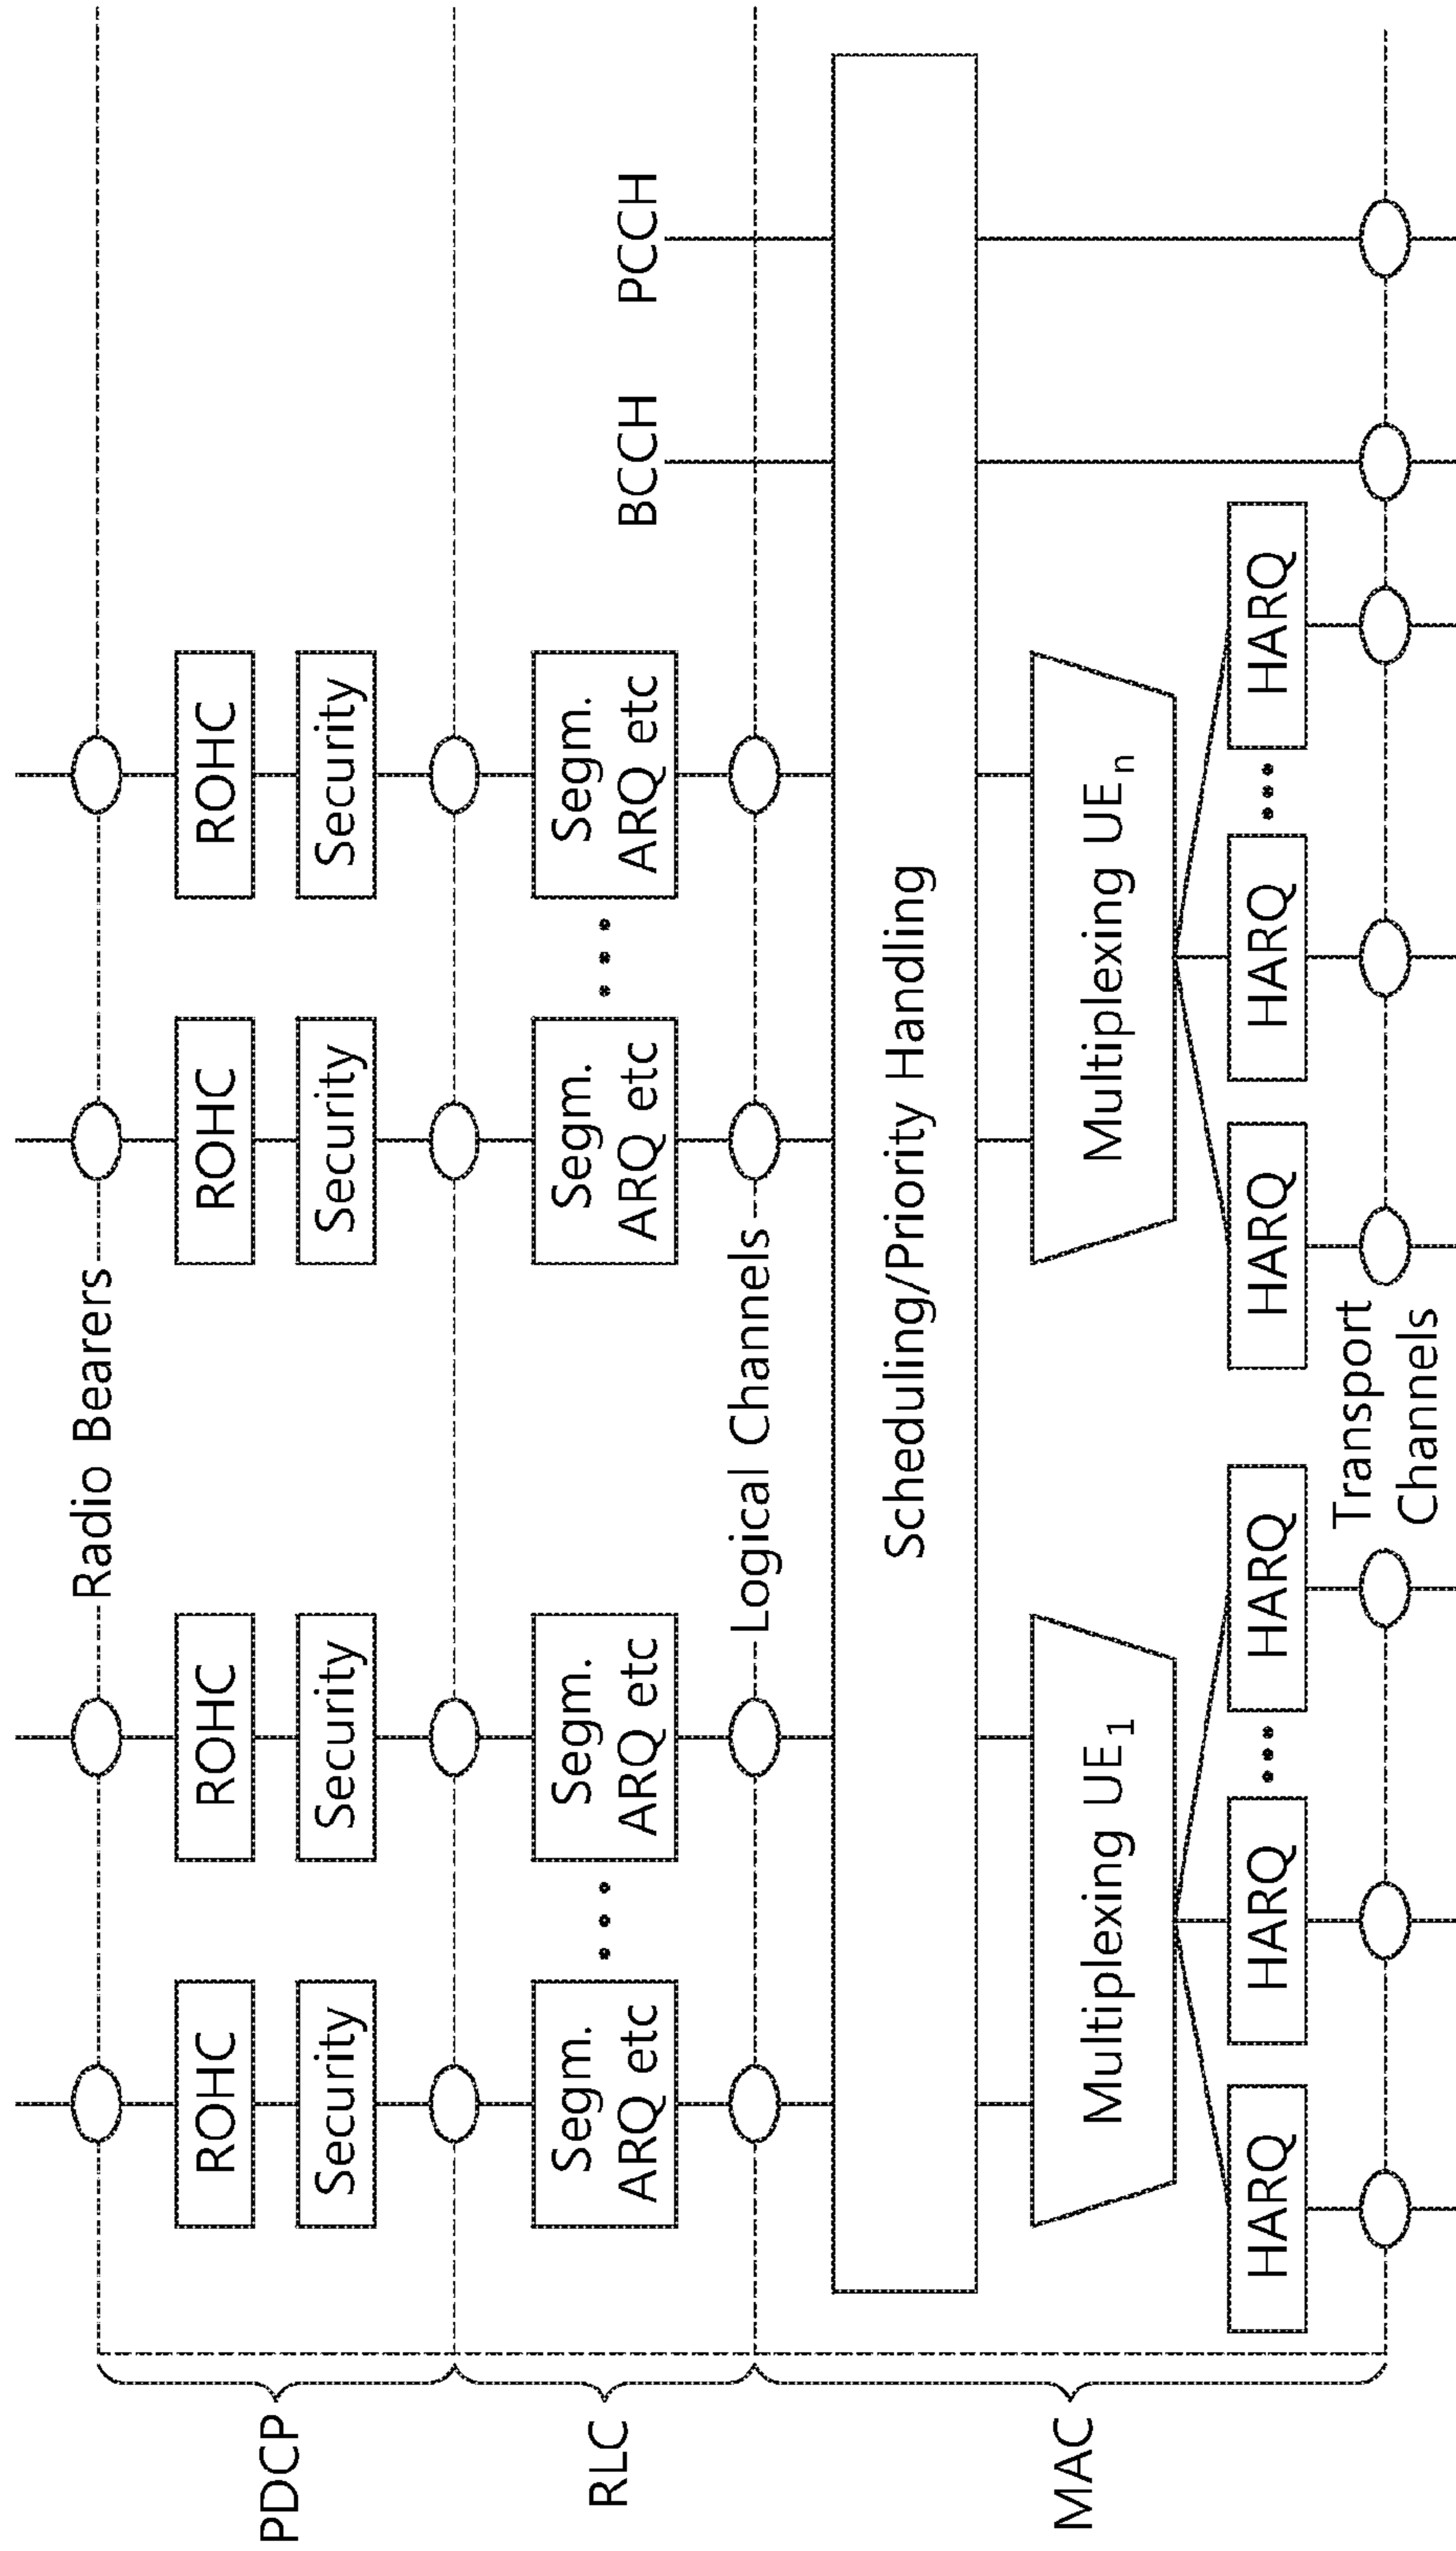 Radio Bearers
PDCP
ROHC
ROHC
ROHC
ROHC
Security
Security
Security
Security
RLC
Segm.
ARQ etc
Segm.
ARQ etc
Segm.
ARQ etc
Segm.
ARQ etc
BCCH
PCCH
Logical Channels
MAC
Scheduling/Priority Handling
Multiplexing UE1
Multiplexing UEn
HARQ
HARQ
HARQ
HARQ
HARQ
HARQ
Transport
Channels